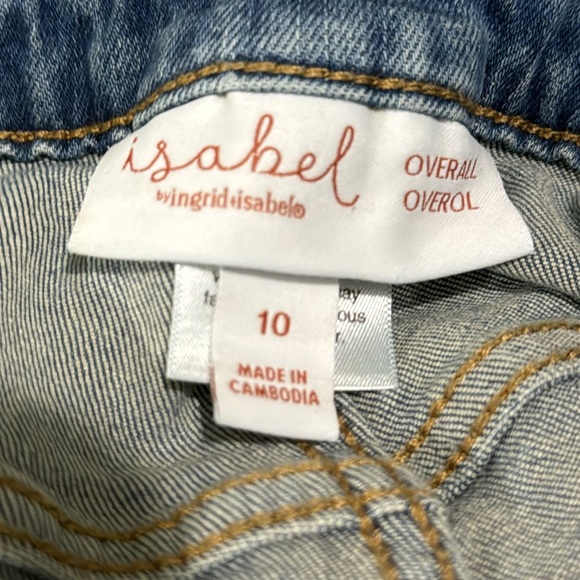 isabel
by ingrid+isabel®
OVERALL
OVEROL
10
MADE IN
CAMBODIA